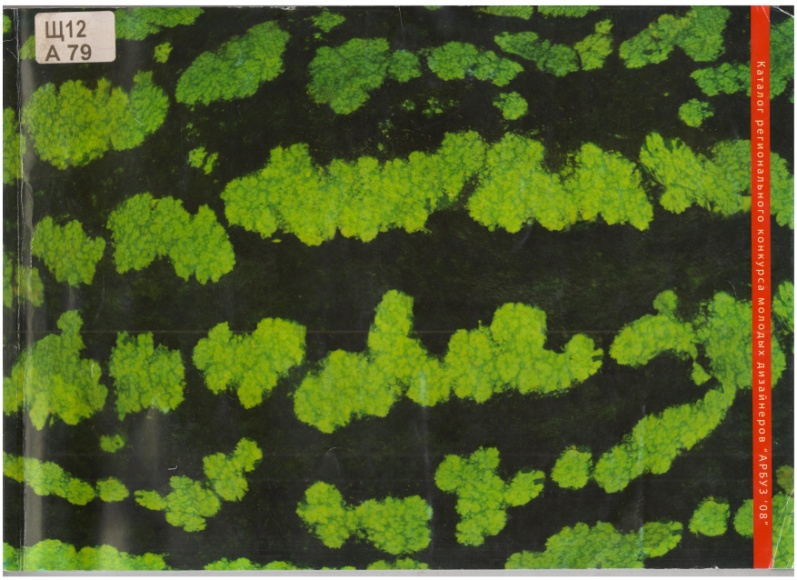 Щ12
А 79
Каталог регионального конкурса молодых дизайнеров "АРБУЗ '08"